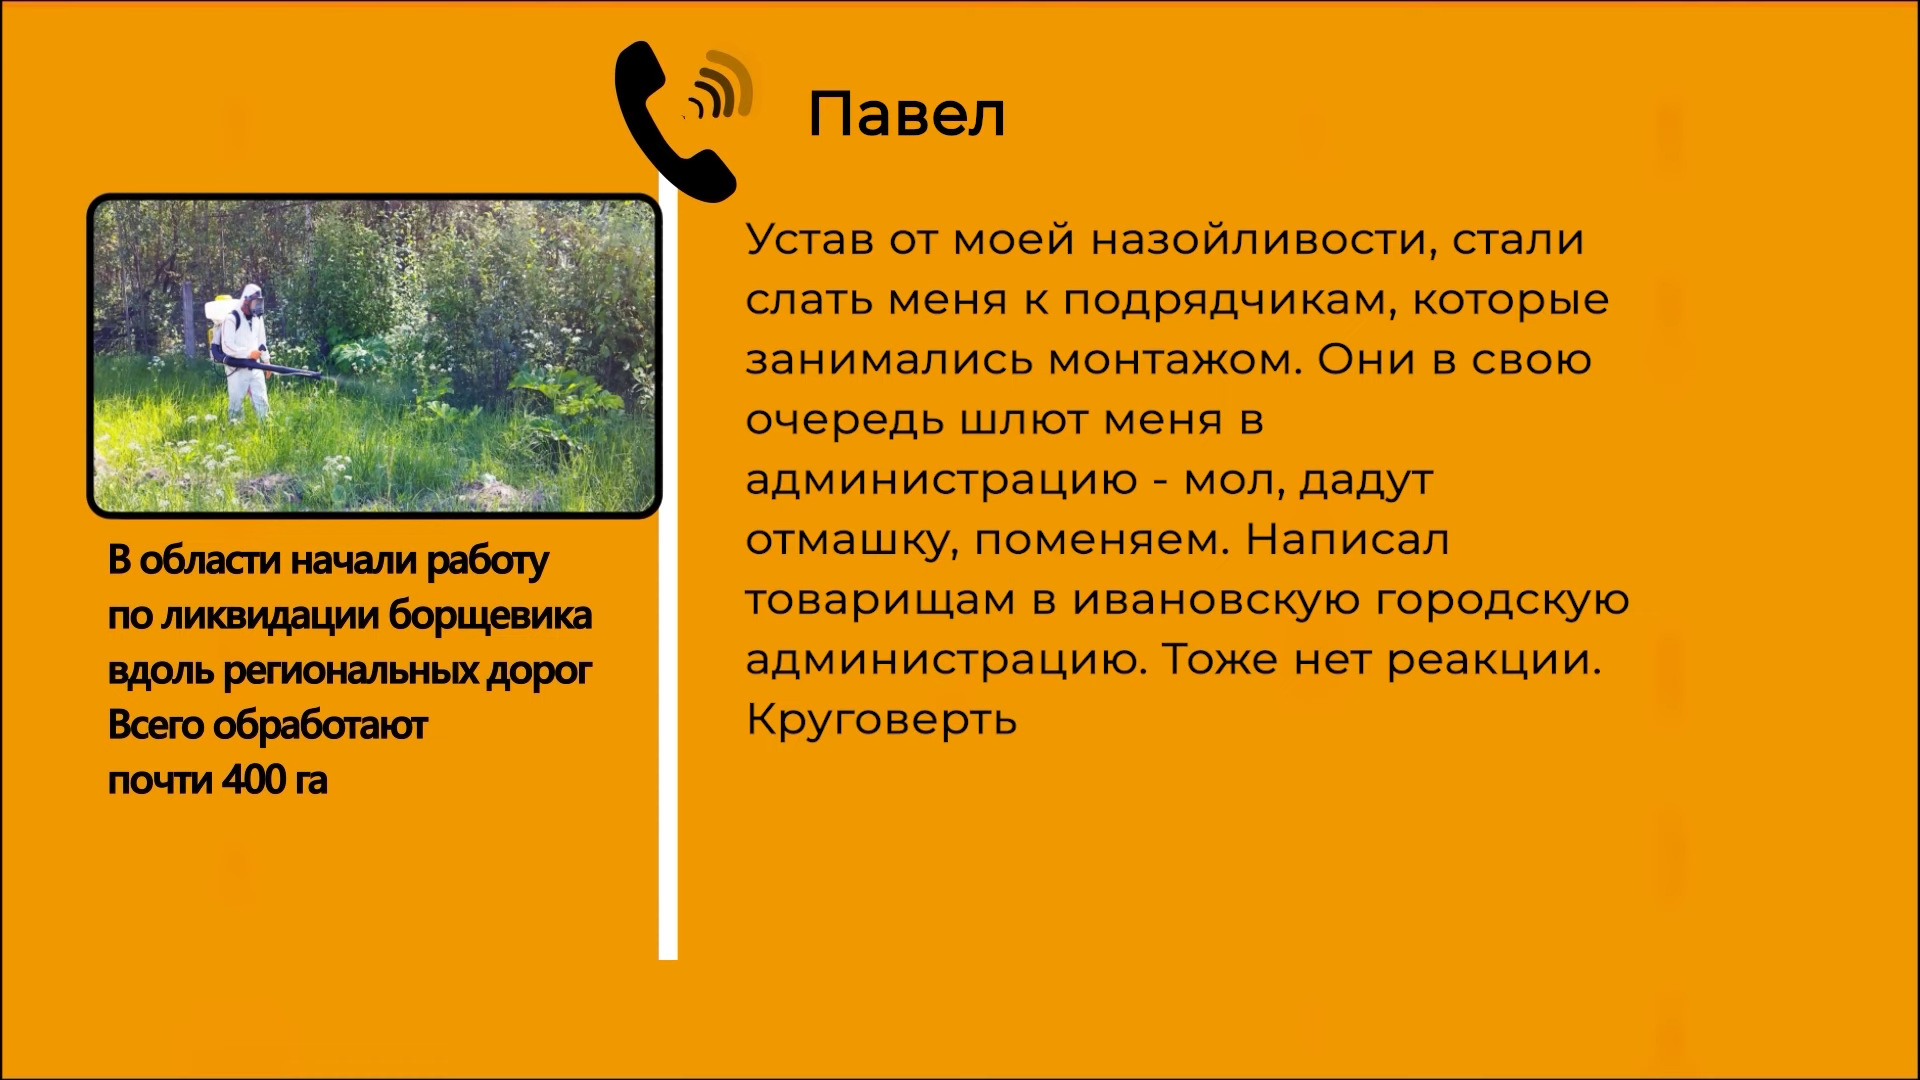 Павел
Устав от моей назойливости, стали
слать меня к подрядчикам, которые
занимались монтажом. Они в свою
очередь шлют меня в
администрацию - мол, дадут
отмашку, поменяем. Написал
товарищам в ивановскую городскую
администрацию. Тоже нет реакции.
Круговерть
В области начали работу
по ликвидации борщевика
вдоль региональных дорог
Всего обработают
почти 400 га